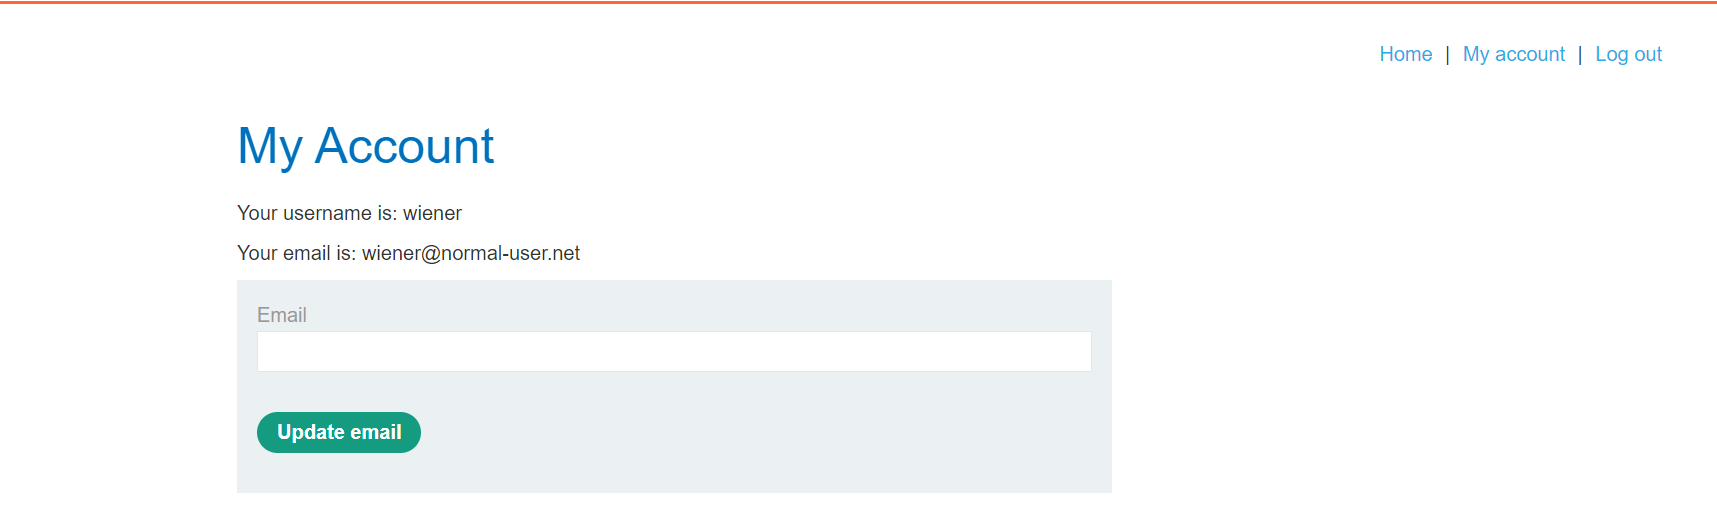 Home | My account | Log out
My Account
Your username is: wiener
Your email is: wiener@normal-user.net
Email
Update email